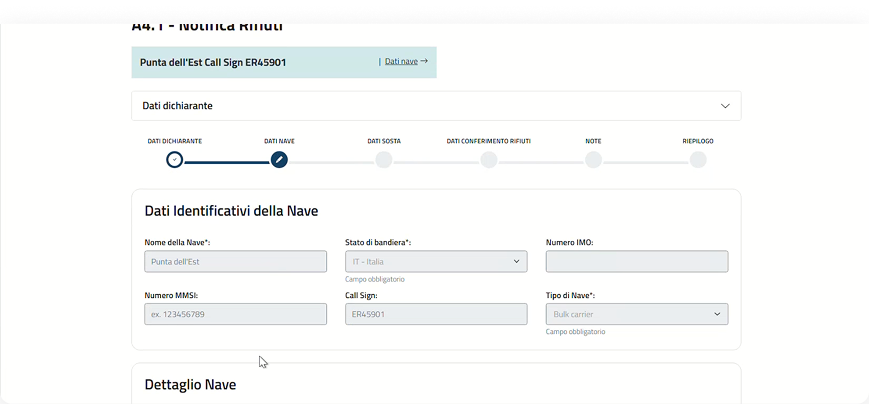 A4.1 - Notifica Rifiuti
Punta dell'Est Call Sign ER45901 | Dati nave →
Dati dichiarante
DATI DICHIARANTE DATI NAVE DATI SOSTA DATI CONFERIMENTO RIFIUTI NOTE RIEPILOGO
Dati Identificativi della Nave
Nome della Nave*: Stato di bandiera*: Numero IMO:
Punta dell'Est IT - Italia
Campo obbligatorio
Numero MMSI: Call Sign: Tipo di Nave*:
ex. 123456789 ER45901 Bulk carrier
Campo obbligatorio
Dettaglio Nave